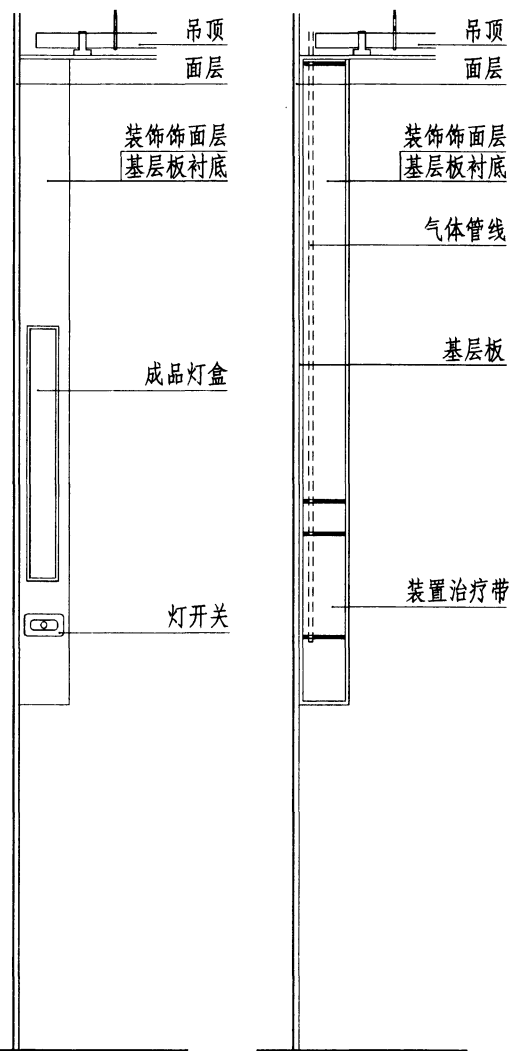 吊顶
面层
装饰饰面层
基层板衬底
成品灯盒
灯开关
吊顶
面层
装饰饰面层
基层板衬底
气体管线
基层板
装置治疗带